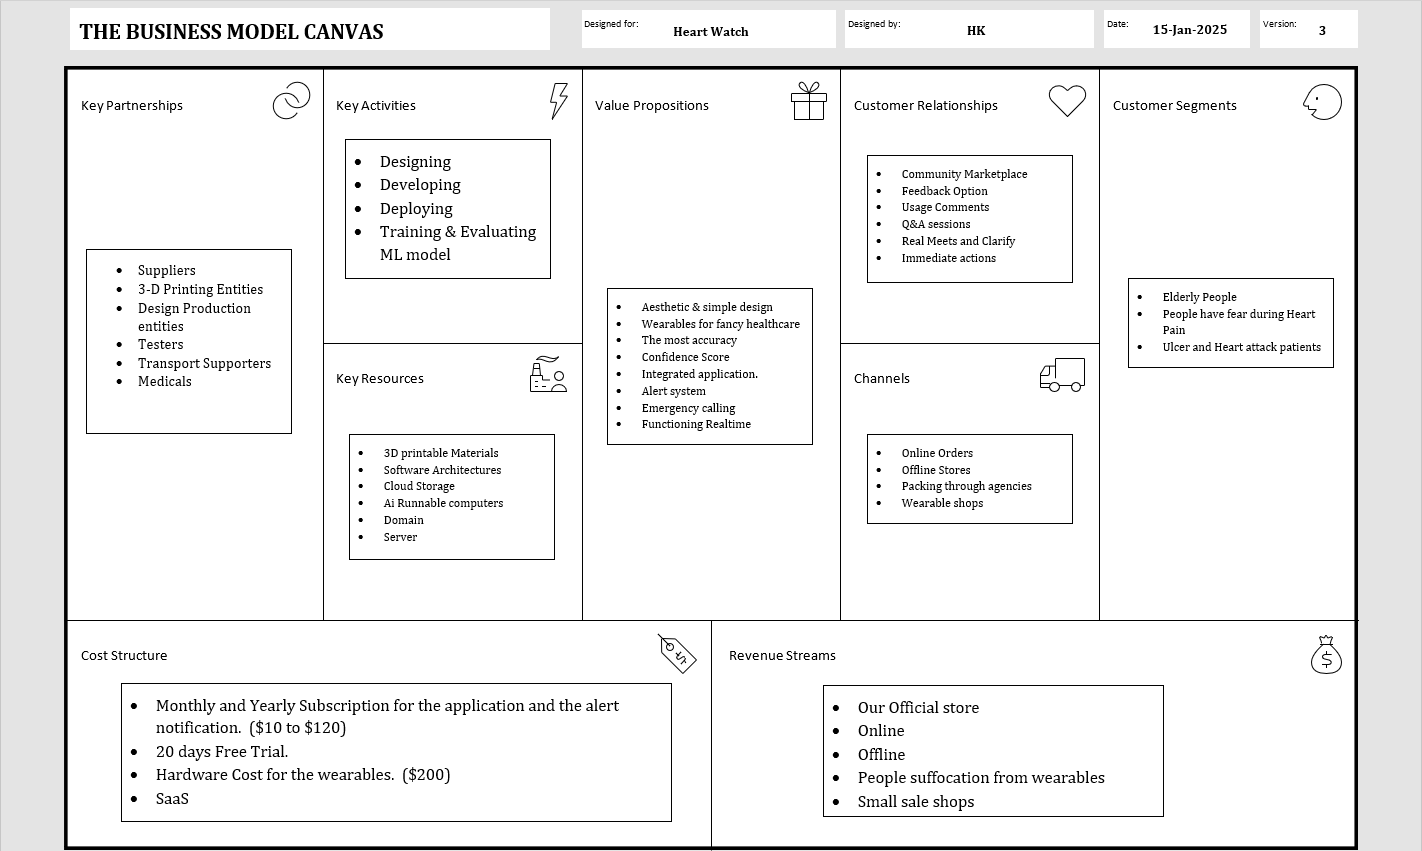 THE BUSINESS MODEL CANVAS
Designed for:
Heart Watch
Designed by:
HK
Date:
15-Jan-2025
Version:
3
Key Partnerships
• Suppliers
• 3-D Printing Entities
• Design Production
entities
• Testers
• Transport Supporters
• Medicals
Key Activities
• Designing
• Developing
• Deploying
• Training & Evaluating
ML model
Key Resources
• 3D printable Materials
• Software Architectures
• Cloud Storage
• Ai Runnable computers
• Domain
• Server
Value Propositions
• Aesthetic & simple design
• Wearables for fancy healthcare
• The most accuracy
• Confidence Score
• Integrated application.
• Alert system
• Emergency calling
• Functioning Realtime
Customer Relationships
• Community Marketplace
• Feedback Option
• Usage Comments
• Q&A sessions
• Real Meets and Clarify
• Immediate actions
Channels
• Online Orders
• Offline Stores
• Packing through agencies
• Wearable shops
Customer Segments
• Elderly People
• People have fear during Heart
Pain
• Ulcer and Heart attack patients
Cost Structure
• Monthly and Yearly Subscription for the application and the alert
notification.  ($10 to $120)
• 20 days Free Trial.
• Hardware Cost for the wearables.  ($200)
• SaaS
Revenue Streams
• Our Official store
• Online
• Offline
• People suffocation from wearables
• Small sale shops